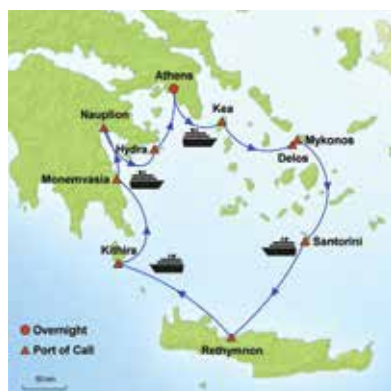 Athens
Kea
Nauplion
Mykonos
Hydra
Delos
Monemvasia
Santorini
Kithira
Overnight
Port of Call
Rethymnon